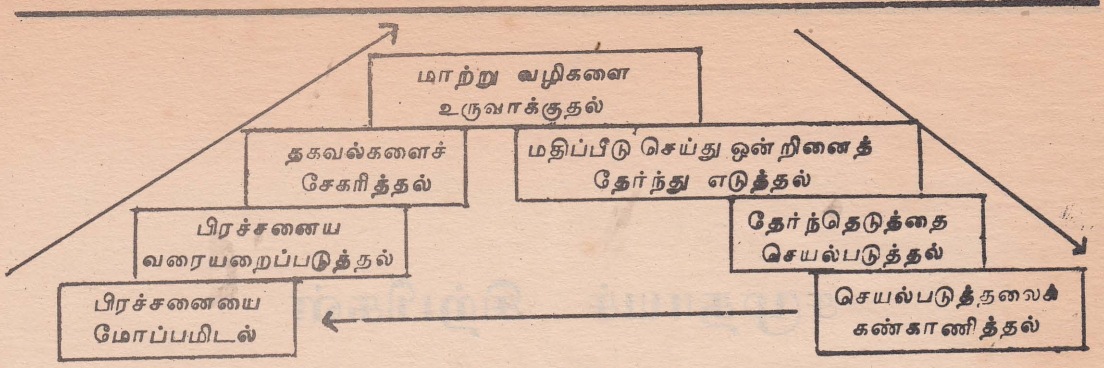 மாற்று வழிகளை
உருவாக்குதல்
தகவல்களைச்
சேகரித்தல்
மதிப்பீடு செய்து ஒன்றினைத்
தேர்ந்து எடுத்தல்
பிரச்சனைய
வரையறைப்படுத்தல்
தேர்ந்தெடுத்தை
செயல்படுத்தல்
பிரச்சனையை
மோப்பமிடல்
செயல்படுத்தலைக்
கண்காணித்தல்